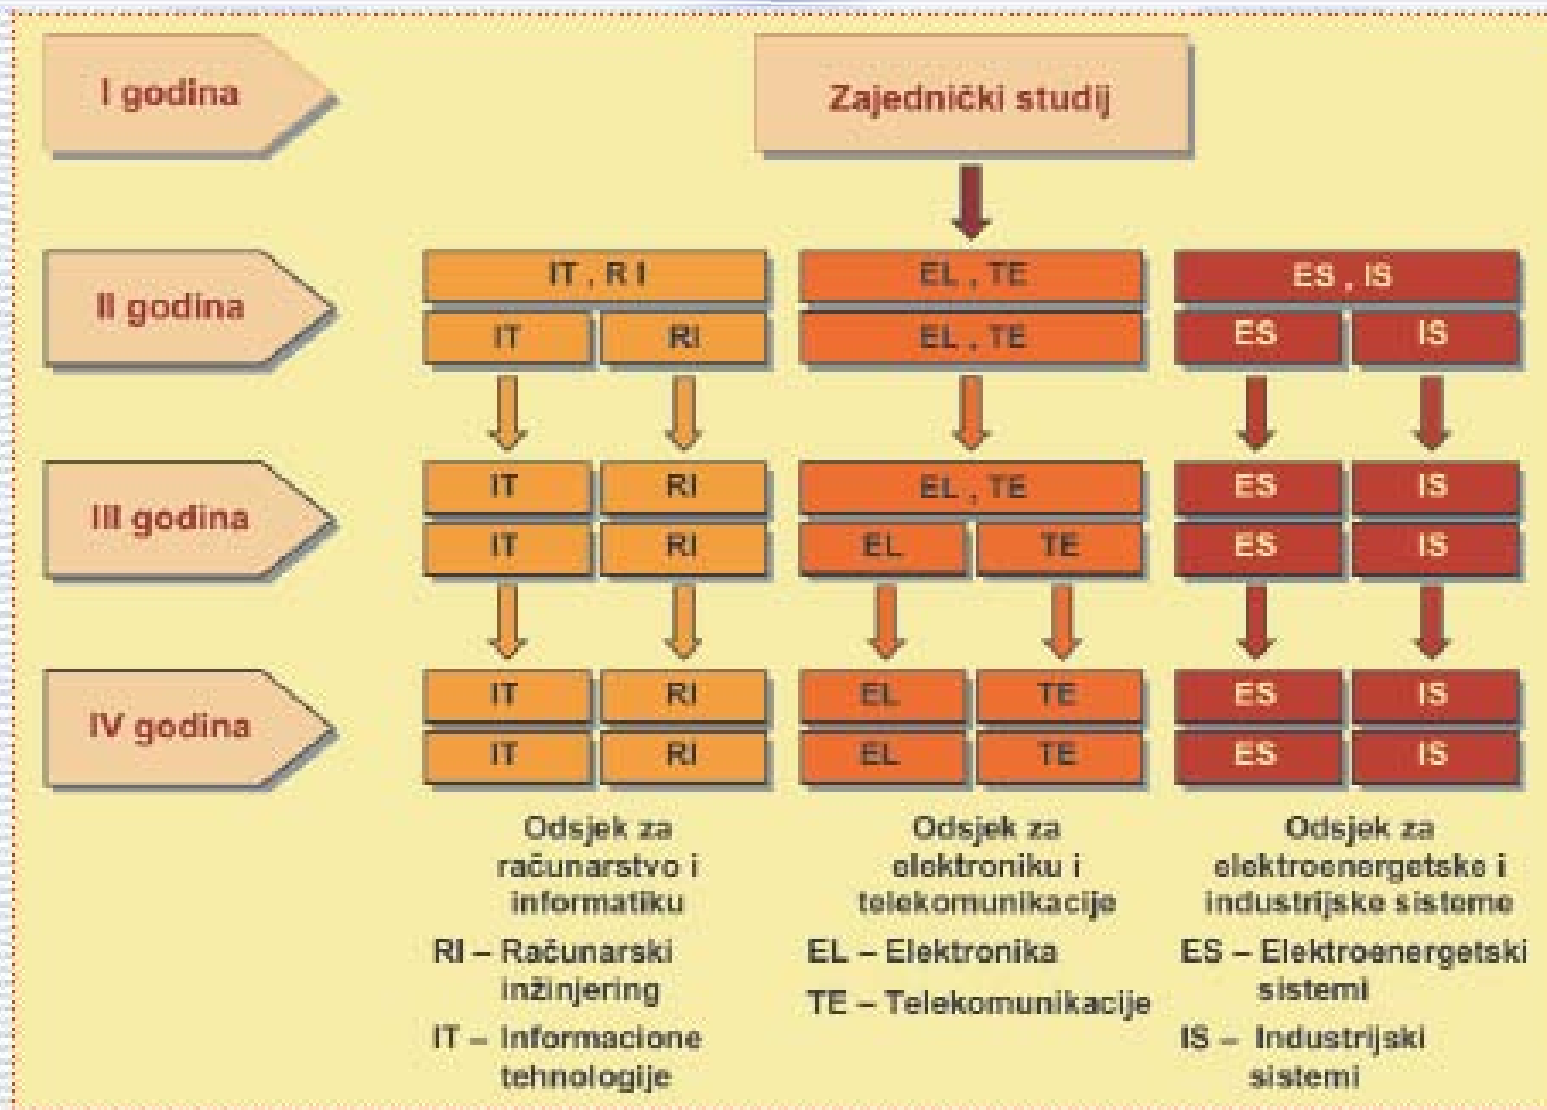 I godina
Zajednički studij
II godina
IT , R I
EL , TE
ES , IS
IT
RI
EL , TE
ES
IS
III godina
IT
RI
EL , TE
ES
IS
IT
RI
EL
TE
ES
IS
IV godina
IT
RI
EL
TE
ES
IS
IT
RI
EL
TE
ES
IS
Odsjek za
računarstvo i
informatiku
RI – Računarski
inžinjering
IT – Informacione
tehnologije
Odsjek za
elektroniku i
telekomunikacije
EL – Elektronika
TE – Telekomunikacije
Odsjek za
elektroenergetske i
industrijske sisteme
ES – Elektroenergetski
sistemi
IS – Industrijski
sistemi